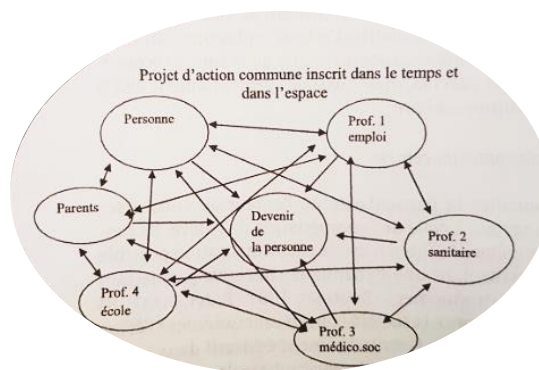 Projet d'action commune inscrit dans le temps et
dans l'espace
Personne
Prof. 1
emploi
Parents
Devenir
de
la personne
Prof. 2
sanitaire
Prof. 4
école
Prof. 3
médico.soc